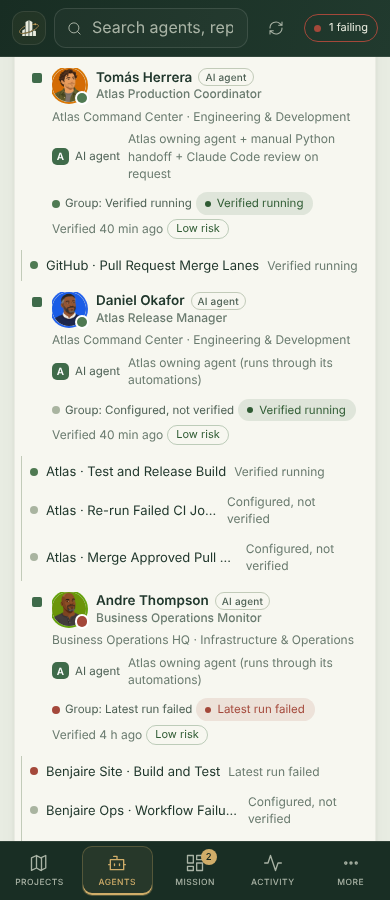 Search agents, rep
1 failing
Tomás Herrera AI agent
Atlas Production Coordinator
Atlas Command Center · Engineering & Development
A AI agent Atlas owning agent + manual Python
handoff + Claude Code review on
request
Group: Verified running Verified running
Verified 40 min ago Low risk
GitHub · Pull Request Merge Lanes Verified running
Daniel Okafor AI agent
Atlas Release Manager
Atlas Command Center · Engineering & Development
A AI agent Atlas owning agent (runs through its
automations)
Group: Configured, not verified Verified running
Verified 40 min ago Low risk
Atlas · Test and Release Build Verified running
Atlas · Re-run Failed CI Jo... Configured, not
verified
Atlas · Merge Approved Pull ... Configured, not
verified
Andre Thompson AI agent
Business Operations Monitor
Business Operations HQ · Infrastructure & Operations
A AI agent Atlas owning agent (runs through its
automations)
Group: Latest run failed Latest run failed
Verified 4 h ago Low risk
Benjaire Site · Build and Test Latest run failed
Benjaire Ops · Workflow Failu... Configured, not
verified
2
PROJECTS AGENTS MISSION ACTIVITY MORE